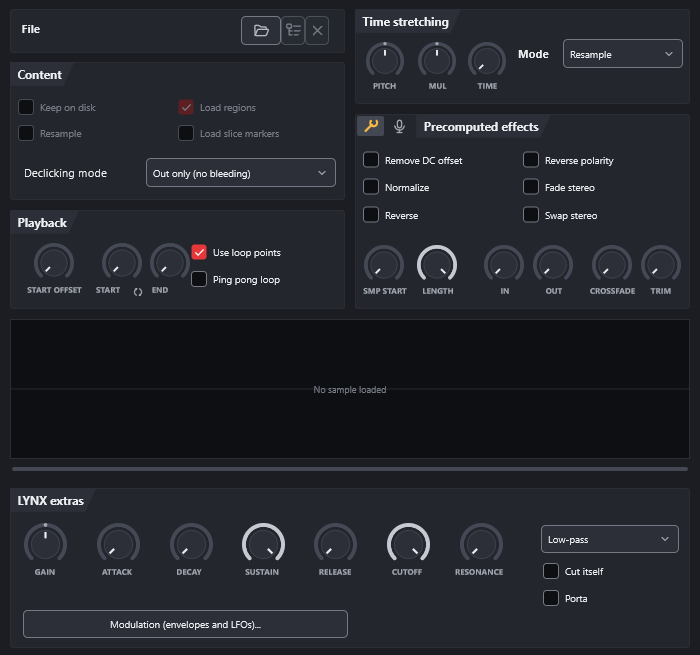 File
Content
Keep on disk
Load regions
Resample
Load slice markers
Declicking mode
Out only (no bleeding)
Playback
START OFFSET
START
END
Use loop points
Ping pong loop
Time stretching
PITCH
MUL
TIME
Mode
Resample
Precomputed effects
Remove DC offset
Reverse polarity
Normalize
Fade stereo
Reverse
Swap stereo
SMP START
LENGTH
IN
OUT
CROSSFADE
TRIM
No sample loaded
LYNX extras
GAIN
ATTACK
DECAY
SUSTAIN
RELEASE
CUTOFF
RESONANCE
Low-pass
Cut itself
Porta
Modulation (envelopes and LFOs)...